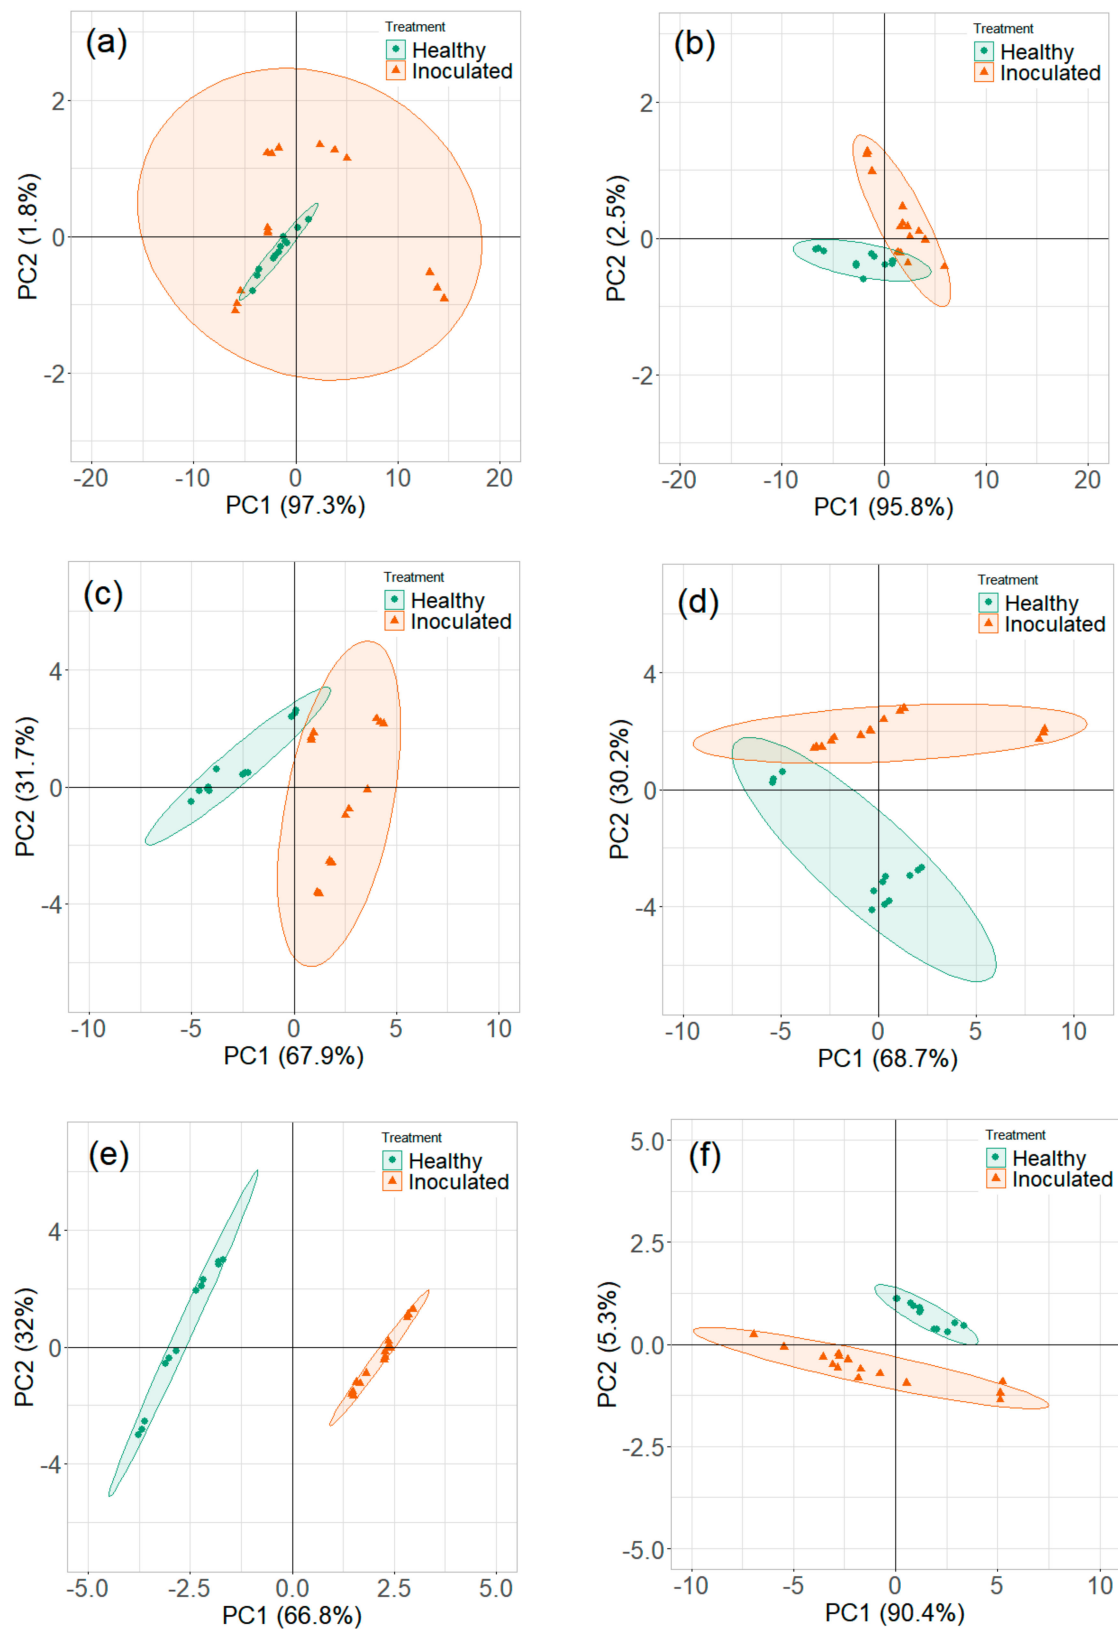 (a)
Treatment
Healthy
Inoculated
2
0
-2
PC2 (1.8%)
-20
-10
0
10
20
PC1 (97.3%)
(b)
Treatment
Healthy
Inoculated
2
0
-2
PC2 (2.5%)
-20
-10
0
10
20
PC1 (95.8%)
(c)
Treatment
Healthy
Inoculated
4
0
-4
PC2 (31.7%)
-10
-5
0
5
10
PC1 (67.9%)
(d)
Treatment
Healthy
Inoculated
4
0
-4
PC2 (30.2%)
-10
-5
0
5
10
PC1 (68.7%)
(e)
Treatment
Healthy
Inoculated
4
0
-4
PC2 (32%)
-5.0
-2.5
0.0
2.5
5.0
PC1 (66.8%)
(f)
Treatment
Healthy
Inoculated
5.0
2.5
0.0
-2.5
-5.0
PC2 (5.3%)
-10
-5
0
5
10
PC1 (90.4%)